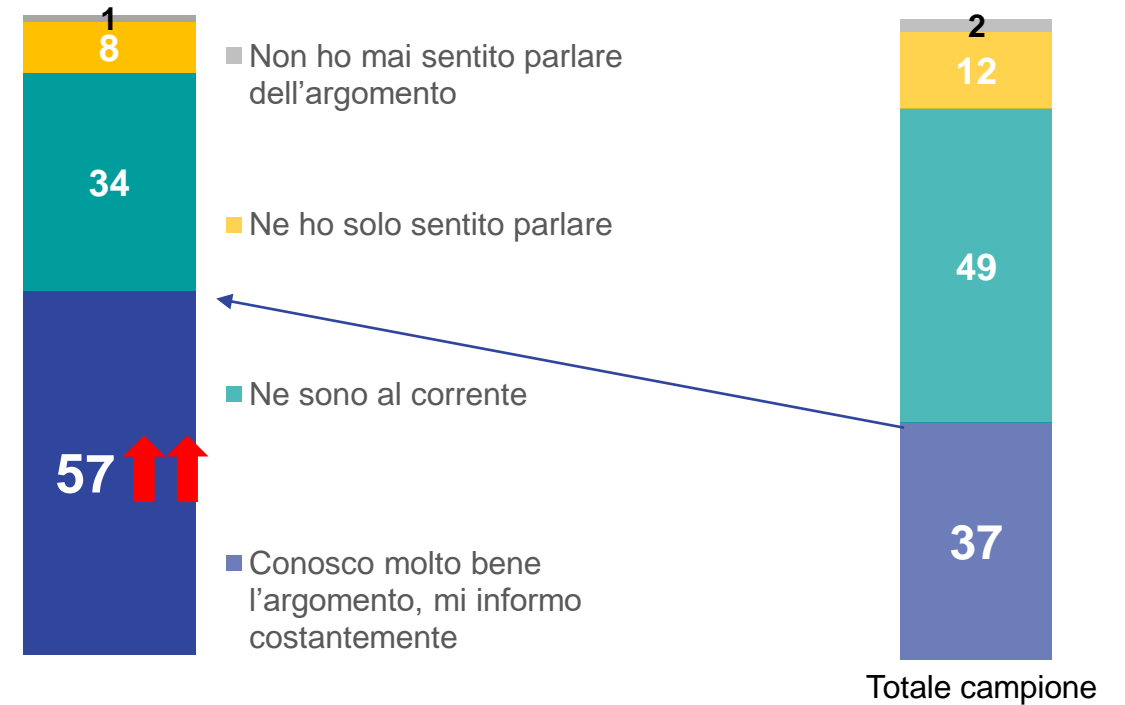 1
8
34
57
Non ho mai sentito parlare
dell’argomento
Ne ho solo sentito parlare
Ne sono al corrente
Conosco molto bene
l’argomento, mi informo
costantemente
2
12
49
37
Totale campione